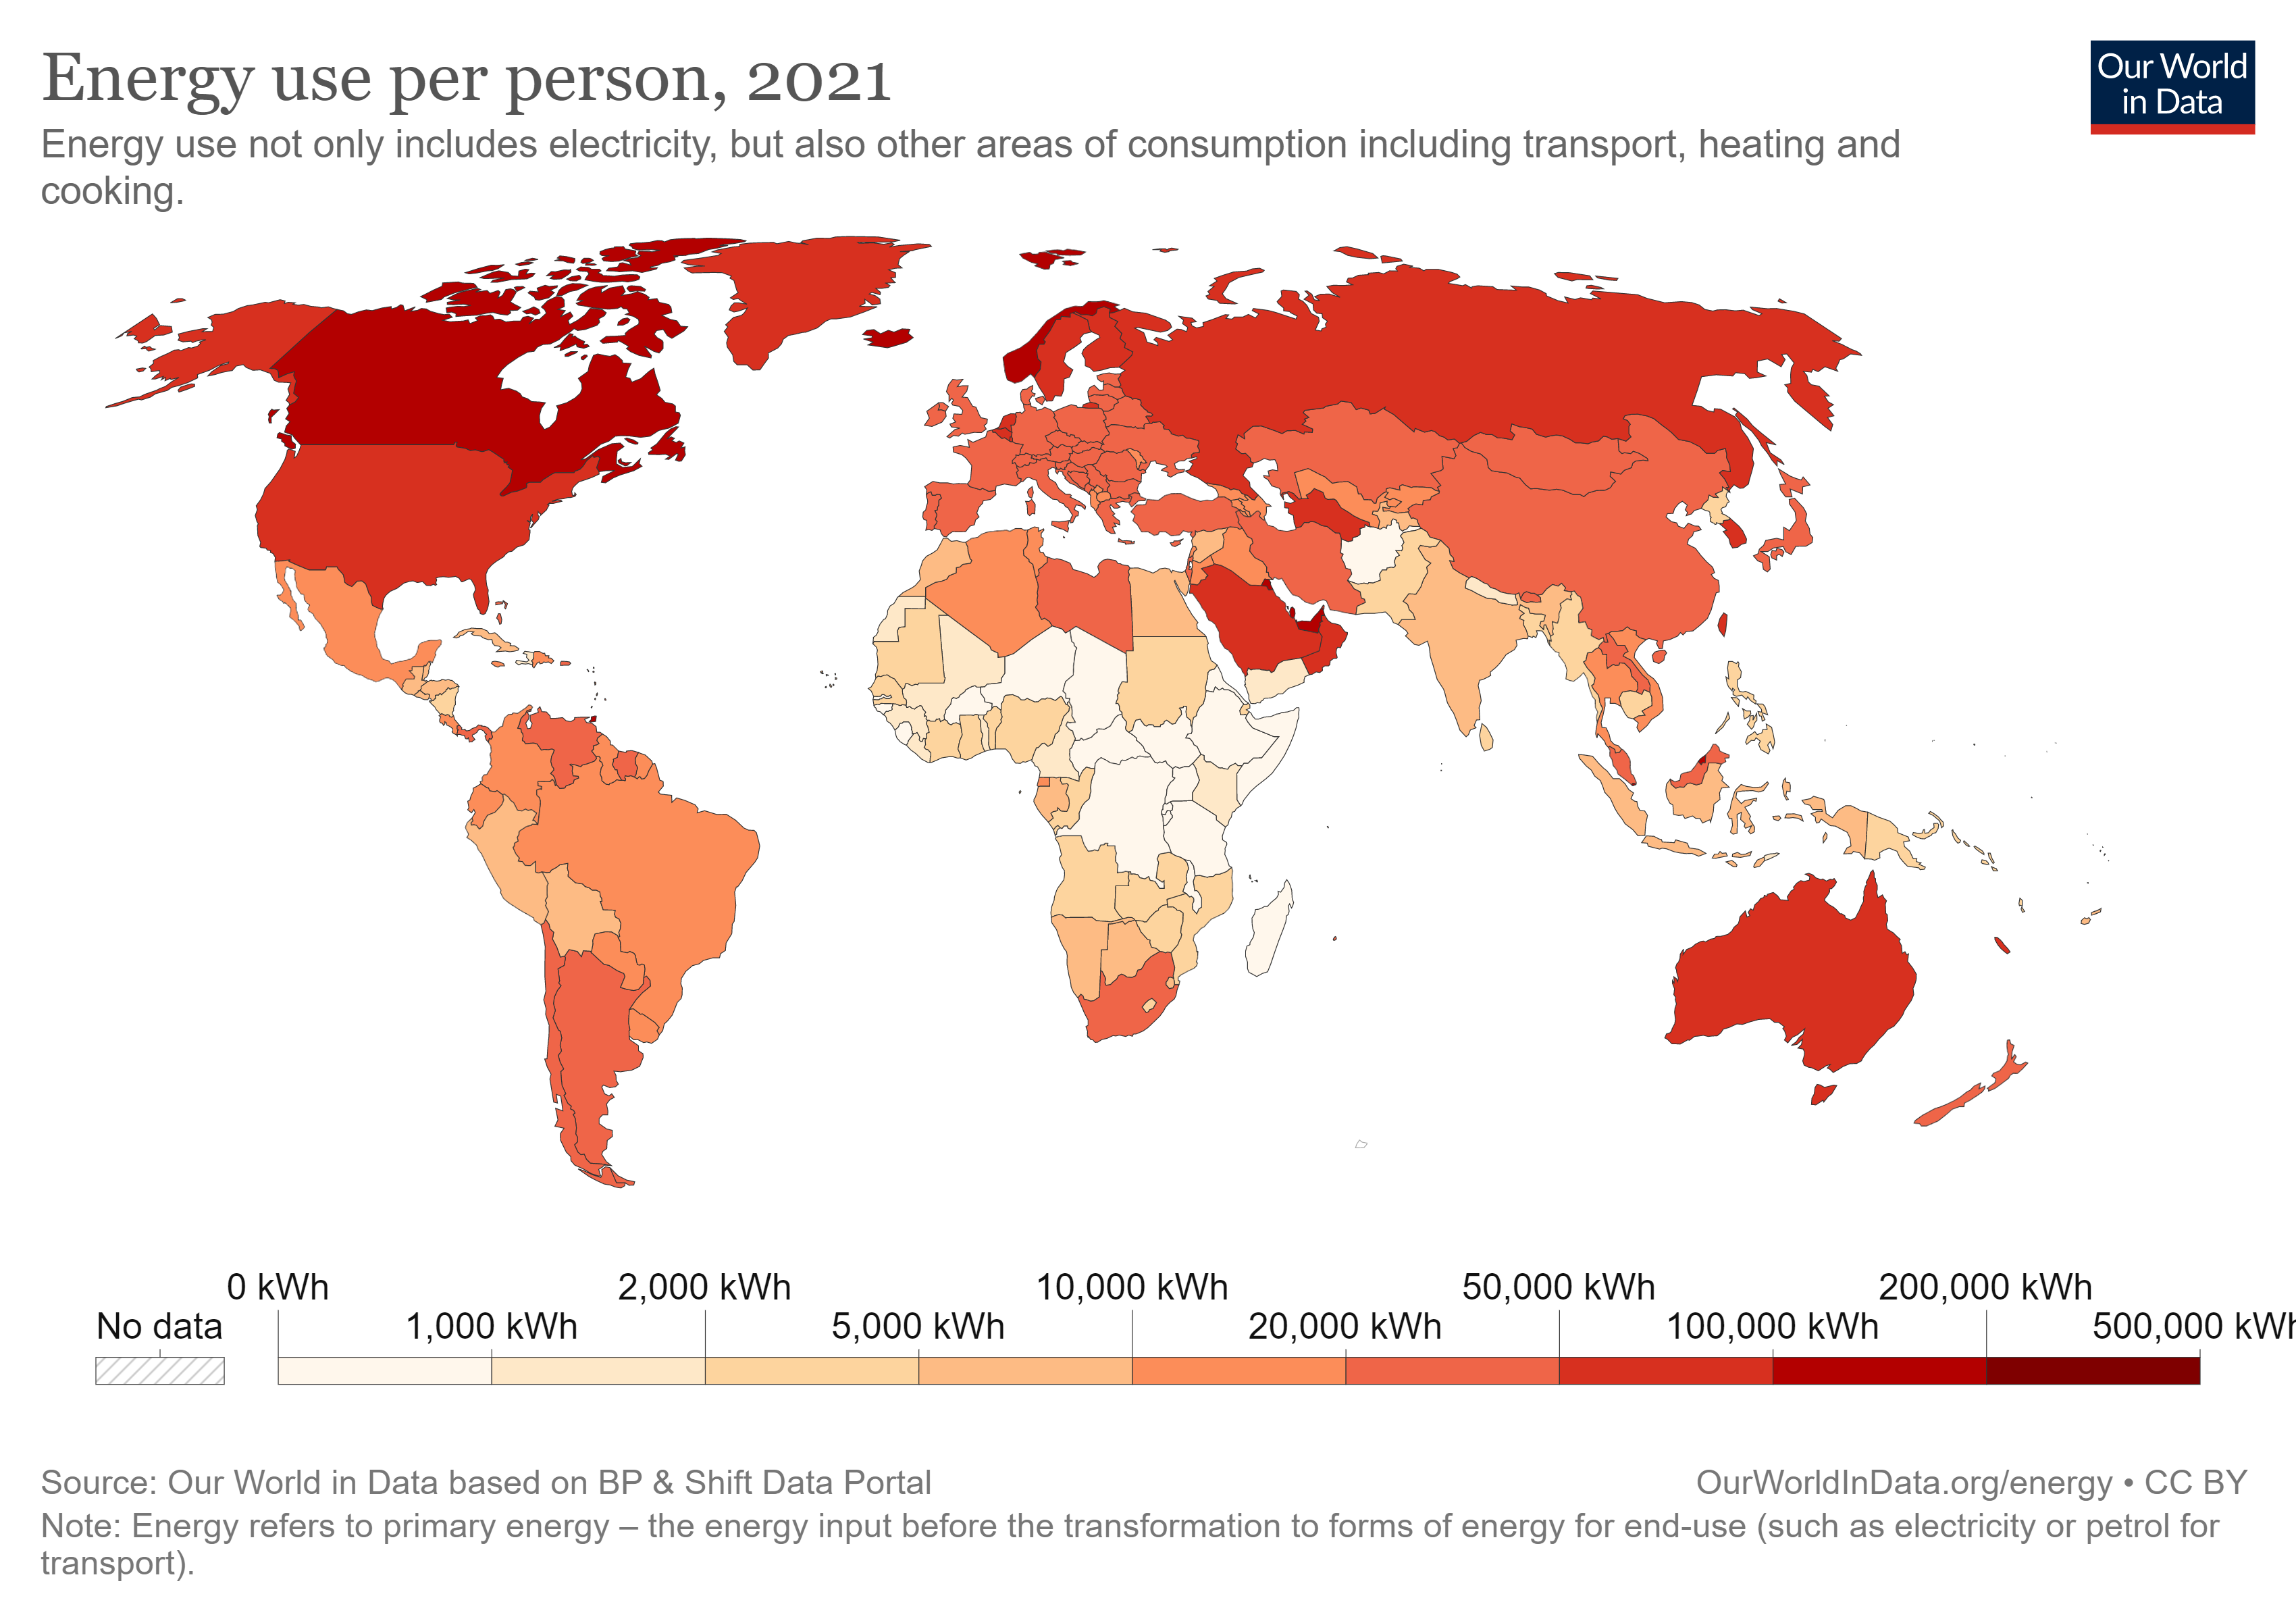 Energy use per person, 2021
Our World
in Data
Energy use not only includes electricity, but also other areas of consumption including transport, heating and
cooking.
0 kWh
2,000 kWh
10,000 kWh
50,000 kWh
200,000 kWh
No data
1,000 kWh
5,000 kWh
20,000 kWh
100,000 kWh
500,000 kWh
Source: Our World in Data based on BP & Shift Data Portal
OurWorldInData.org/energy • CC BY
Note: Energy refers to primary energy – the energy input before the transformation to forms of energy for end-use (such as electricity or petrol for
transport).